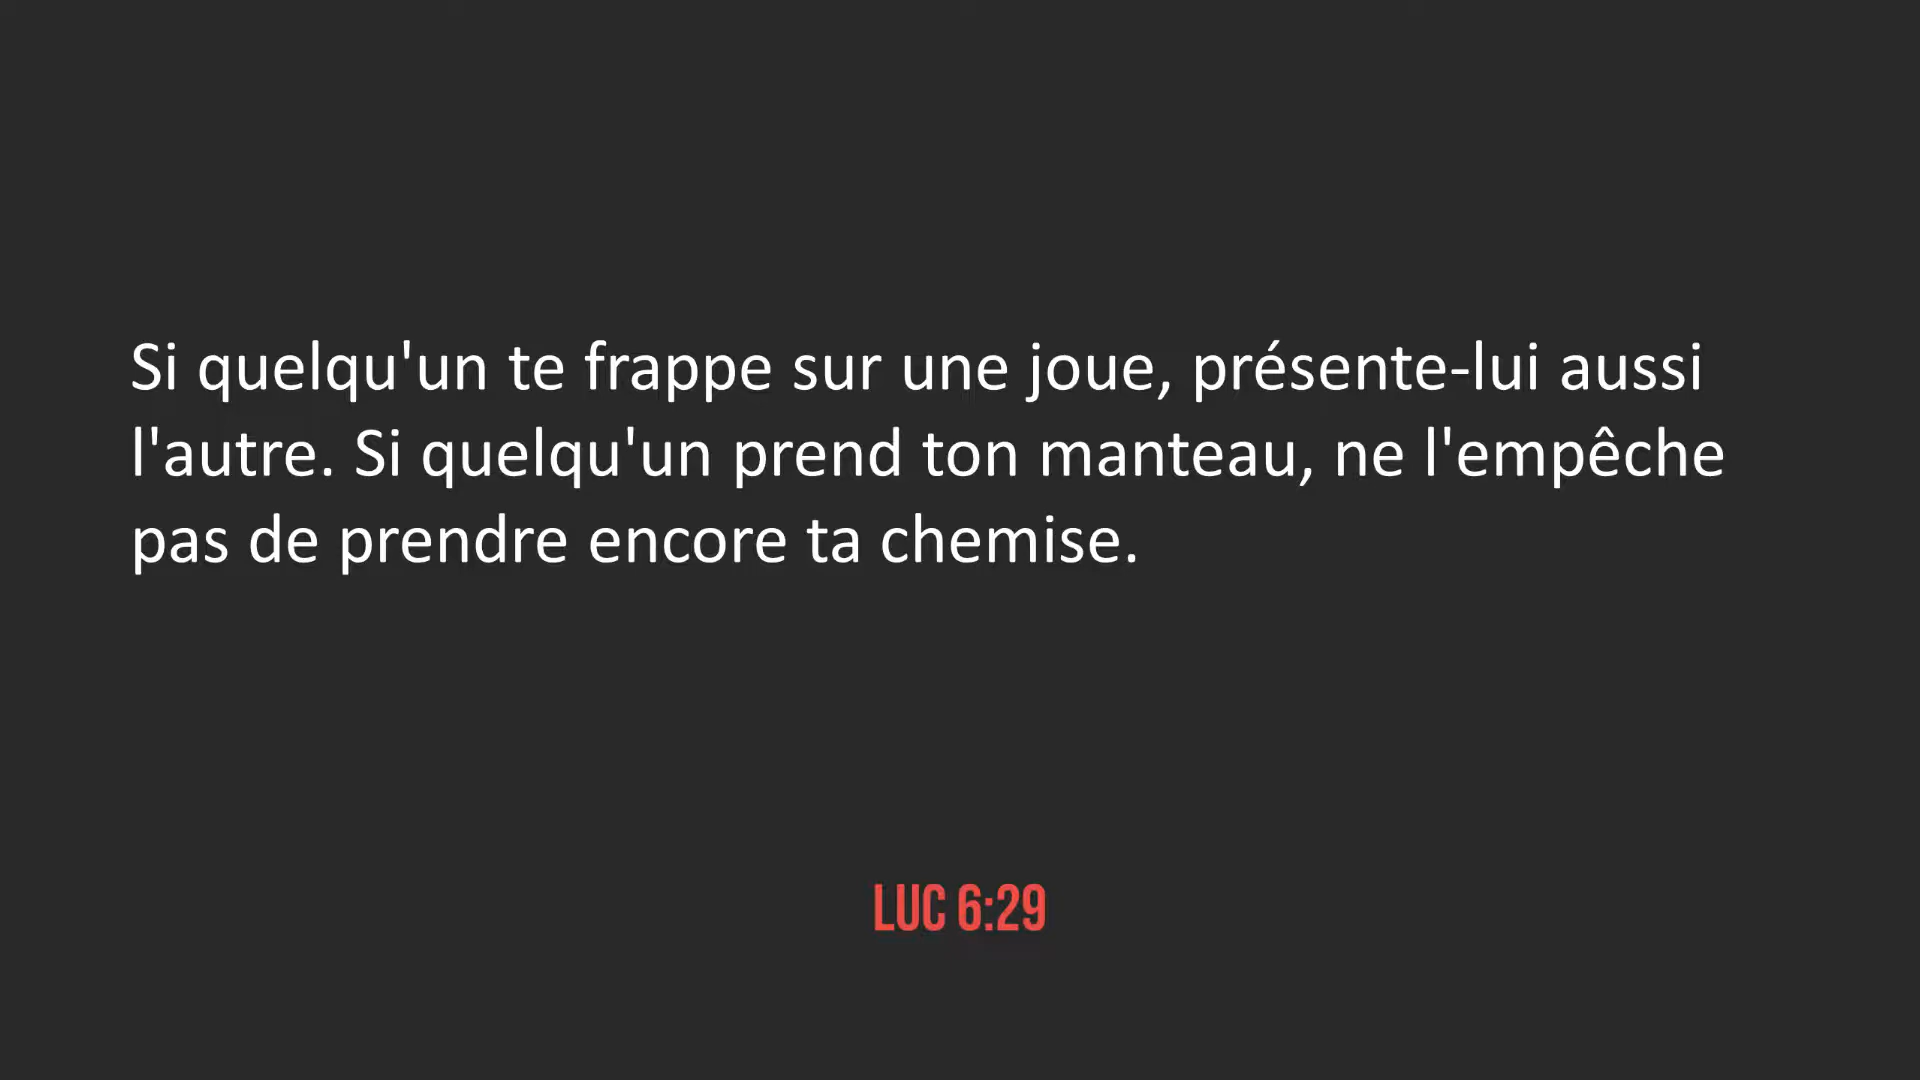 Si quelqu'un te frappe sur une joue, présente-lui aussi
l'autre. Si quelqu'un prend ton manteau, ne l'empêche
pas de prendre encore ta chemise.
LUC 6:29